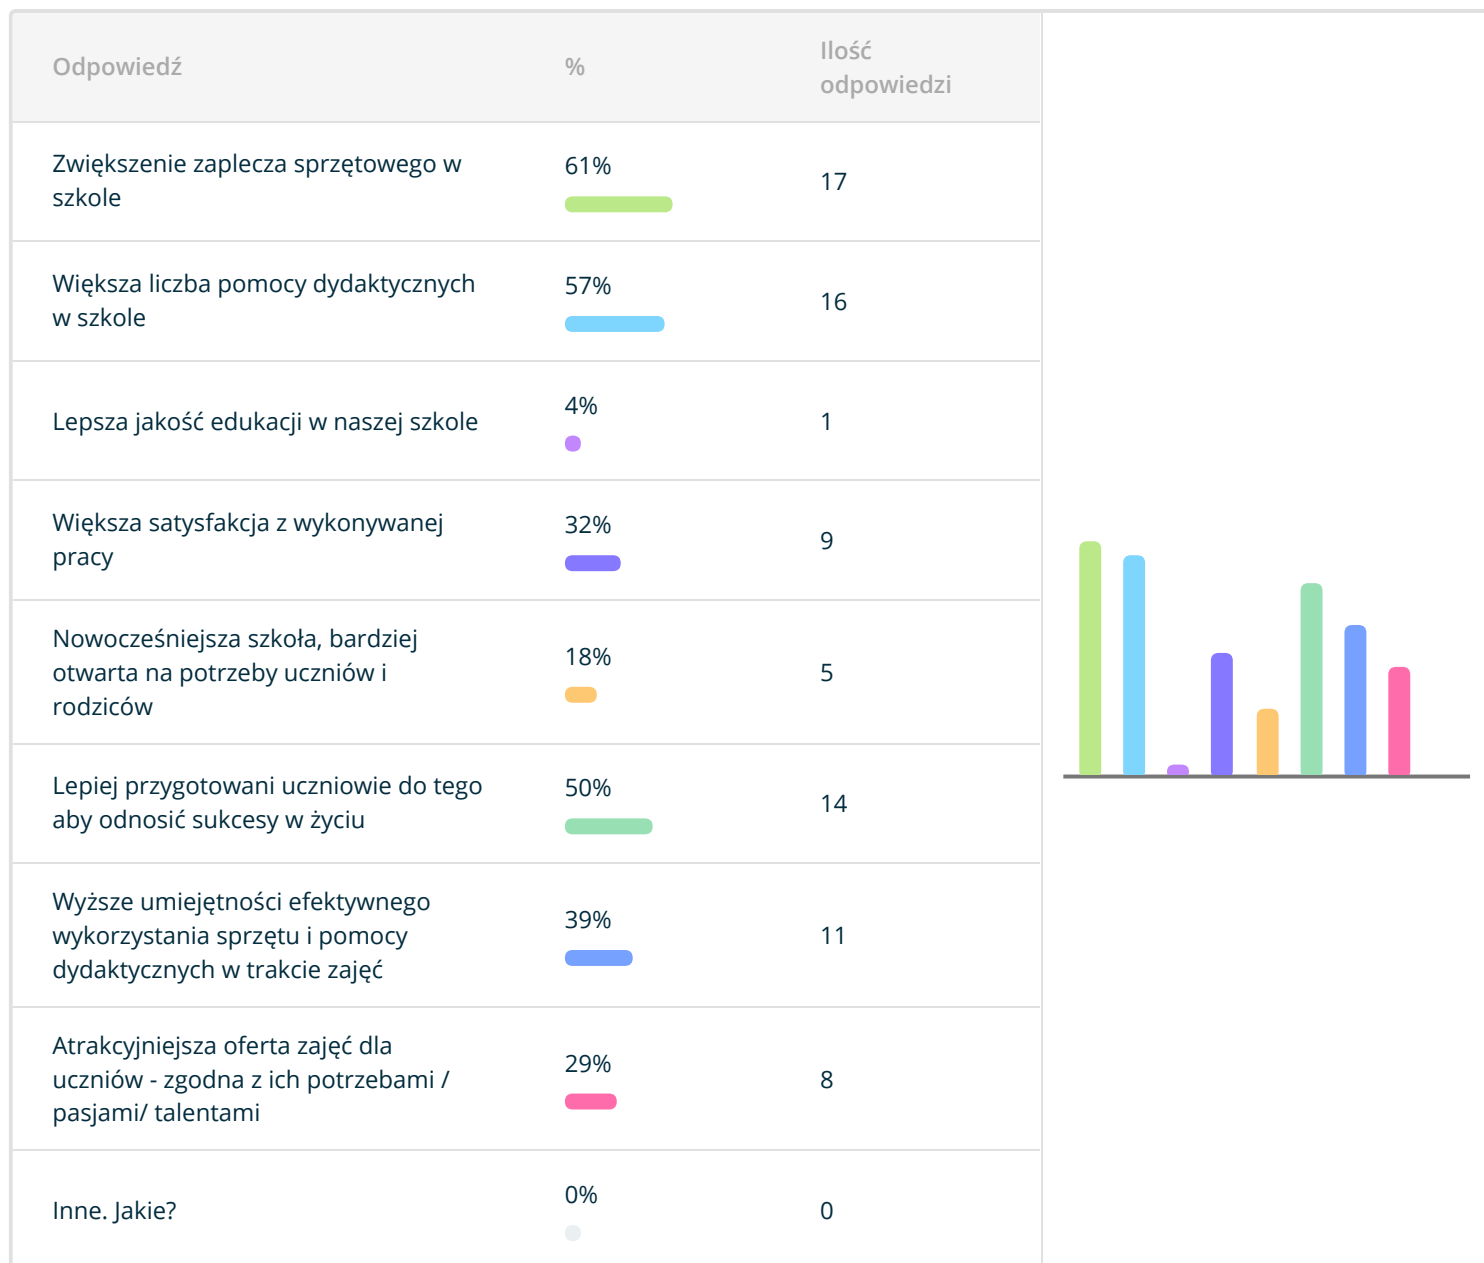 Odpowiedź
%
Ilość
odpowiedzi
Zwiększenie zaplecza sprzętowego w
szkole
61%
17
Większa liczba pomocy dydaktycznych
w szkole
57%
16
Lepsza jakość edukacji w naszej szkole
4%
1
Większa satysfakcja z wykonywanej
pracy
32%
9
Nowocześniejsza szkoła, bardziej
otwarta na potrzeby uczniów i
rodziców
18%
5
Lepiej przygotowani uczniowie do tego
aby odnosić sukcesy w życiu
50%
14
Wyższe umiejętności efektywnego
wykorzystania sprzętu i pomocy
dydaktycznych w trakcie zajęć
39%
11
Atrakcyjniejsza oferta zajęć dla
uczniów - zgodna z ich potrzebami /
pasjami/ talentami
29%
8
Inne. Jakie?
0%
0